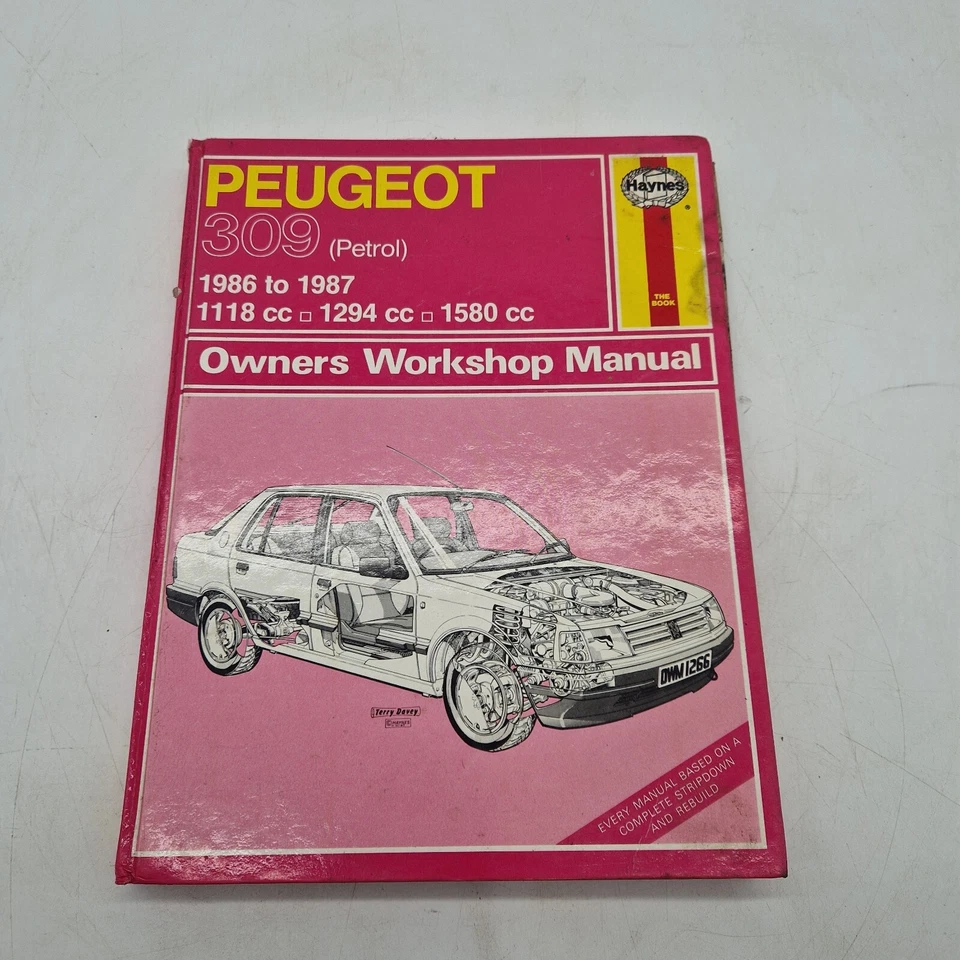 PEUGEOT
309 (Petrol)
1986 to 1987
1118 cc □ 1294 cc □ 1580 cc
Haynes
®
THE
BOOK
Owners Workshop Manual
OWM 1266
Terry Davey
EVERY MANUAL BASED ON A
COMPLETE STRIPDOWN
AND REBUILD